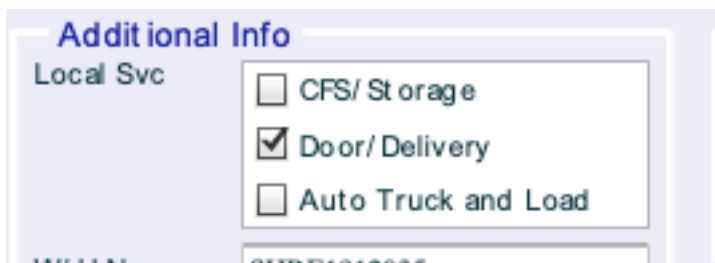 Additional Info
Local Svc
CFS/Storage
Door/Delivery
Auto Truck and Load